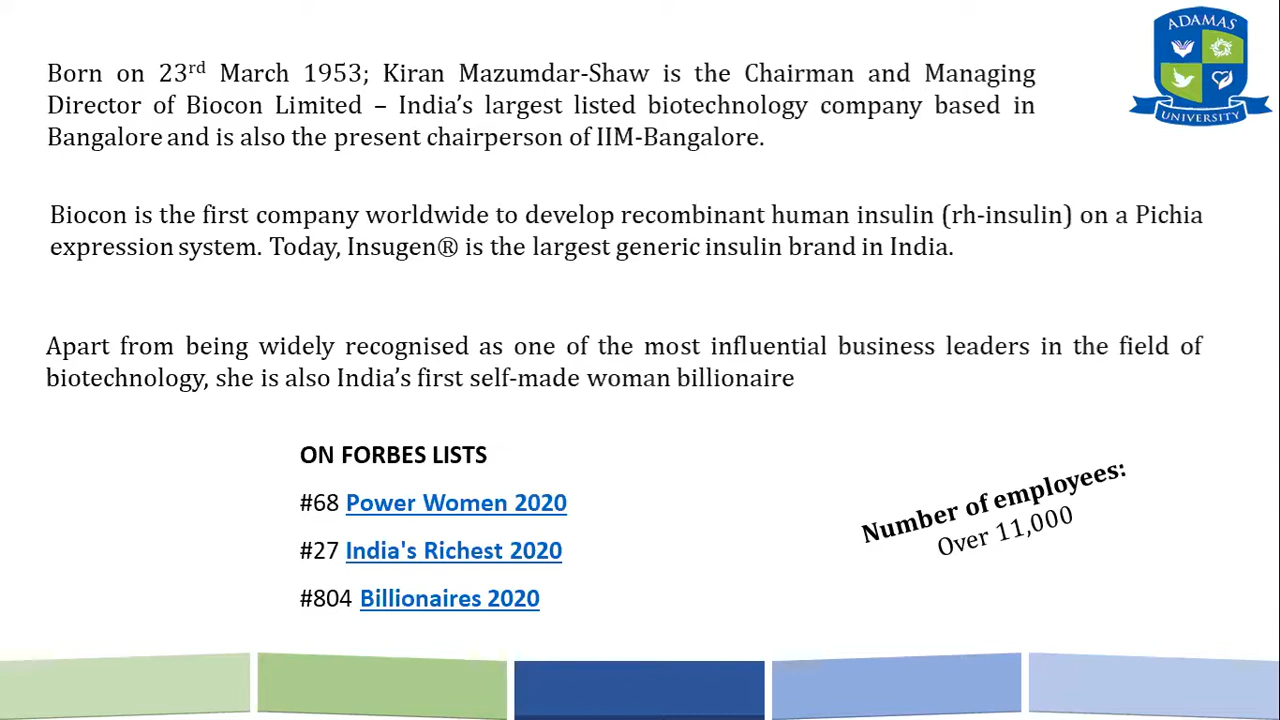 ADAMAS
UNIVERSITY
Born on 23rd March 1953; Kiran Mazumdar-Shaw is the Chairman and Managing
Director of Biocon Limited – India’s largest listed biotechnology company based in
Bangalore and is also the present chairperson of IIM-Bangalore.
Biocon is the first company worldwide to develop recombinant human insulin (rh-insulin) on a Pichia
expression system. Today, Insugen® is the largest generic insulin brand in India.
Apart from being widely recognised as one of the most influential business leaders in the field of
biotechnology, she is also India’s first self-made woman billionaire
ON FORBES LISTS
#68 Power Women 2020
#27 India's Richest 2020
#804 Billionaires 2020
Number of employees:
Over 11,000